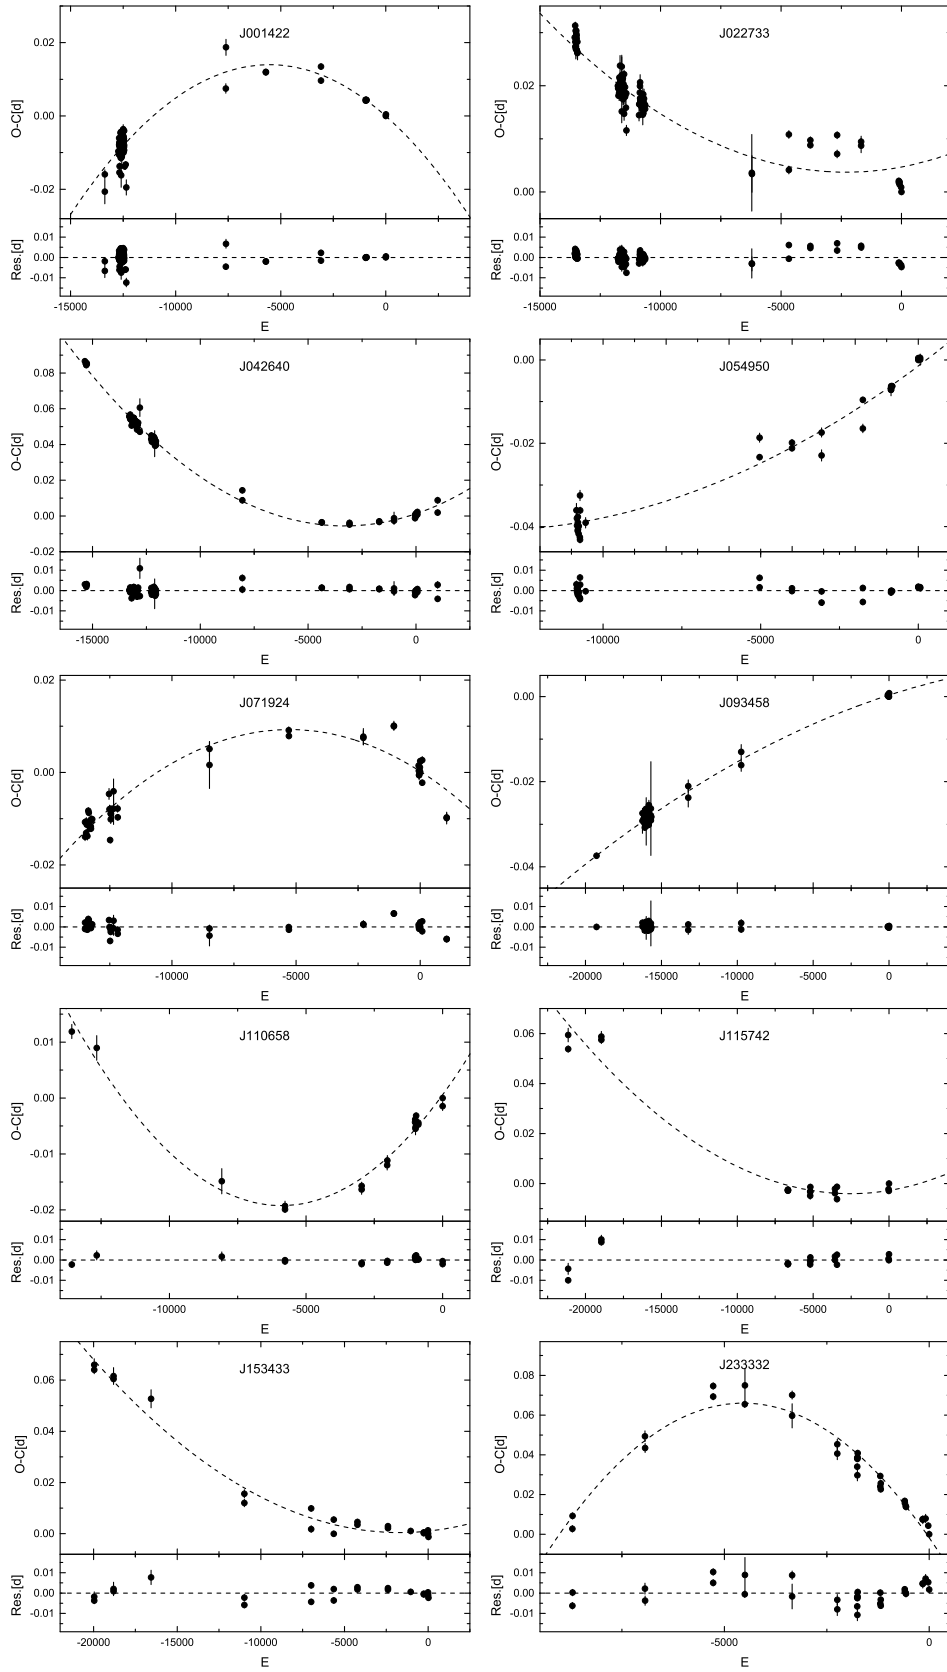 J001422
0.02
0.00
-0.02
O-C[d]
0.01
0.00
-0.01
Res.[d]
-15000 -10000 -5000 0
E
J022733
0.02
0.00
O-C[d]
0.01
0.00
-0.01
Res.[d]
-15000 -10000 -5000 0
E
J042640
0.08
0.06
0.04
0.02
0.00
-0.02
O-C[d]
0.01
0.00
-0.01
Res.[d]
-15000 -10000 -5000 0
E
J054950
0.00
-0.02
-0.04
O-C[d]
0.01
0.00
-0.01
Res.[d]
-10000 -5000 0
E
J071924
0.02
0.00
-0.02
O-C[d]
0.01
0.00
-0.01
Res.[d]
-10000 -5000 0
E
J093458
0.00
-0.02
-0.04
O-C[d]
0.01
0.00
-0.01
Res.[d]
-20000 -15000 -10000 -5000 0
E
J110658
0.01
0.00
-0.01
-0.02
O-C[d]
0.01
0.00
-0.01
Res.[d]
-10000 -5000 0
E
J115742
0.06
0.04
0.02
0.00
O-C[d]
0.01
0.00
-0.01
Res.[d]
-20000 -15000 -10000 -5000 0
E
J153433
0.06
0.04
0.02
0.00
O-C[d]
0.01
0.00
-0.01
Res.[d]
-20000 -15000 -10000 -5000 0
E
J233332
0.08
0.06
0.04
0.02
0.00
O-C[d]
0.01
0.00
-0.01
Res.[d]
-5000 0
E